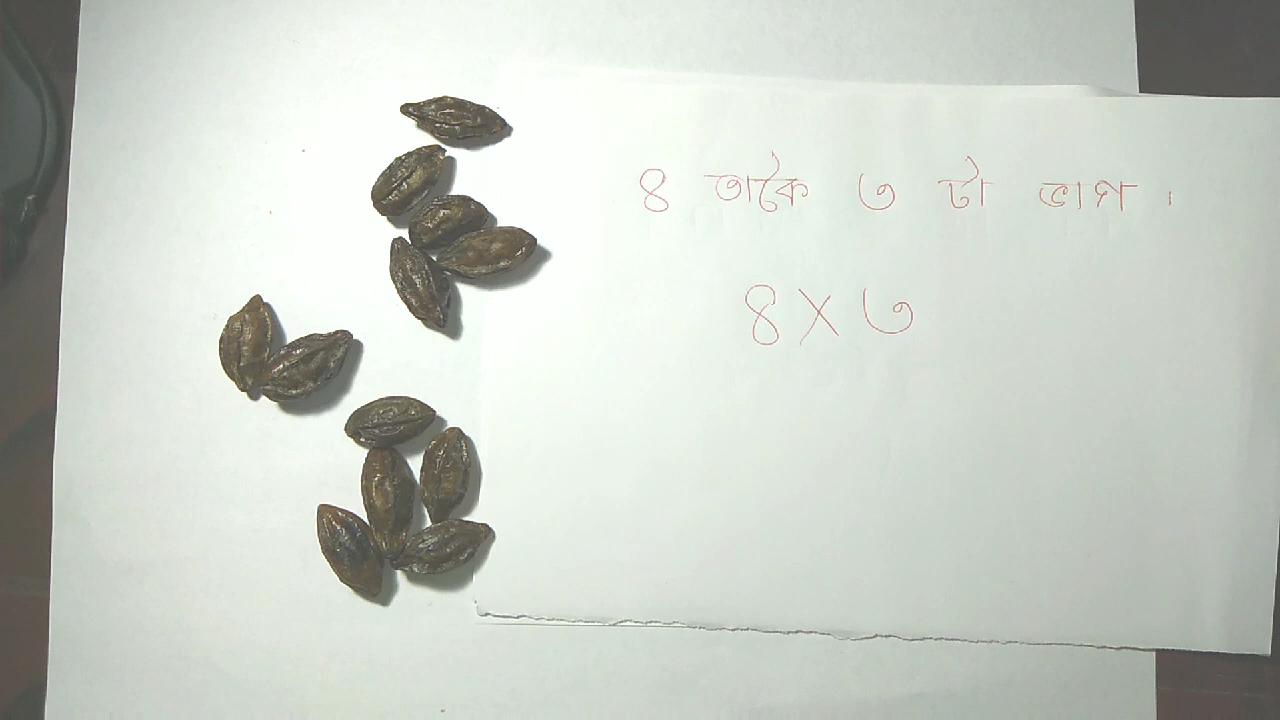 ৪ তাকৈ ৩ টা ভাগ ।
৪ X ৩